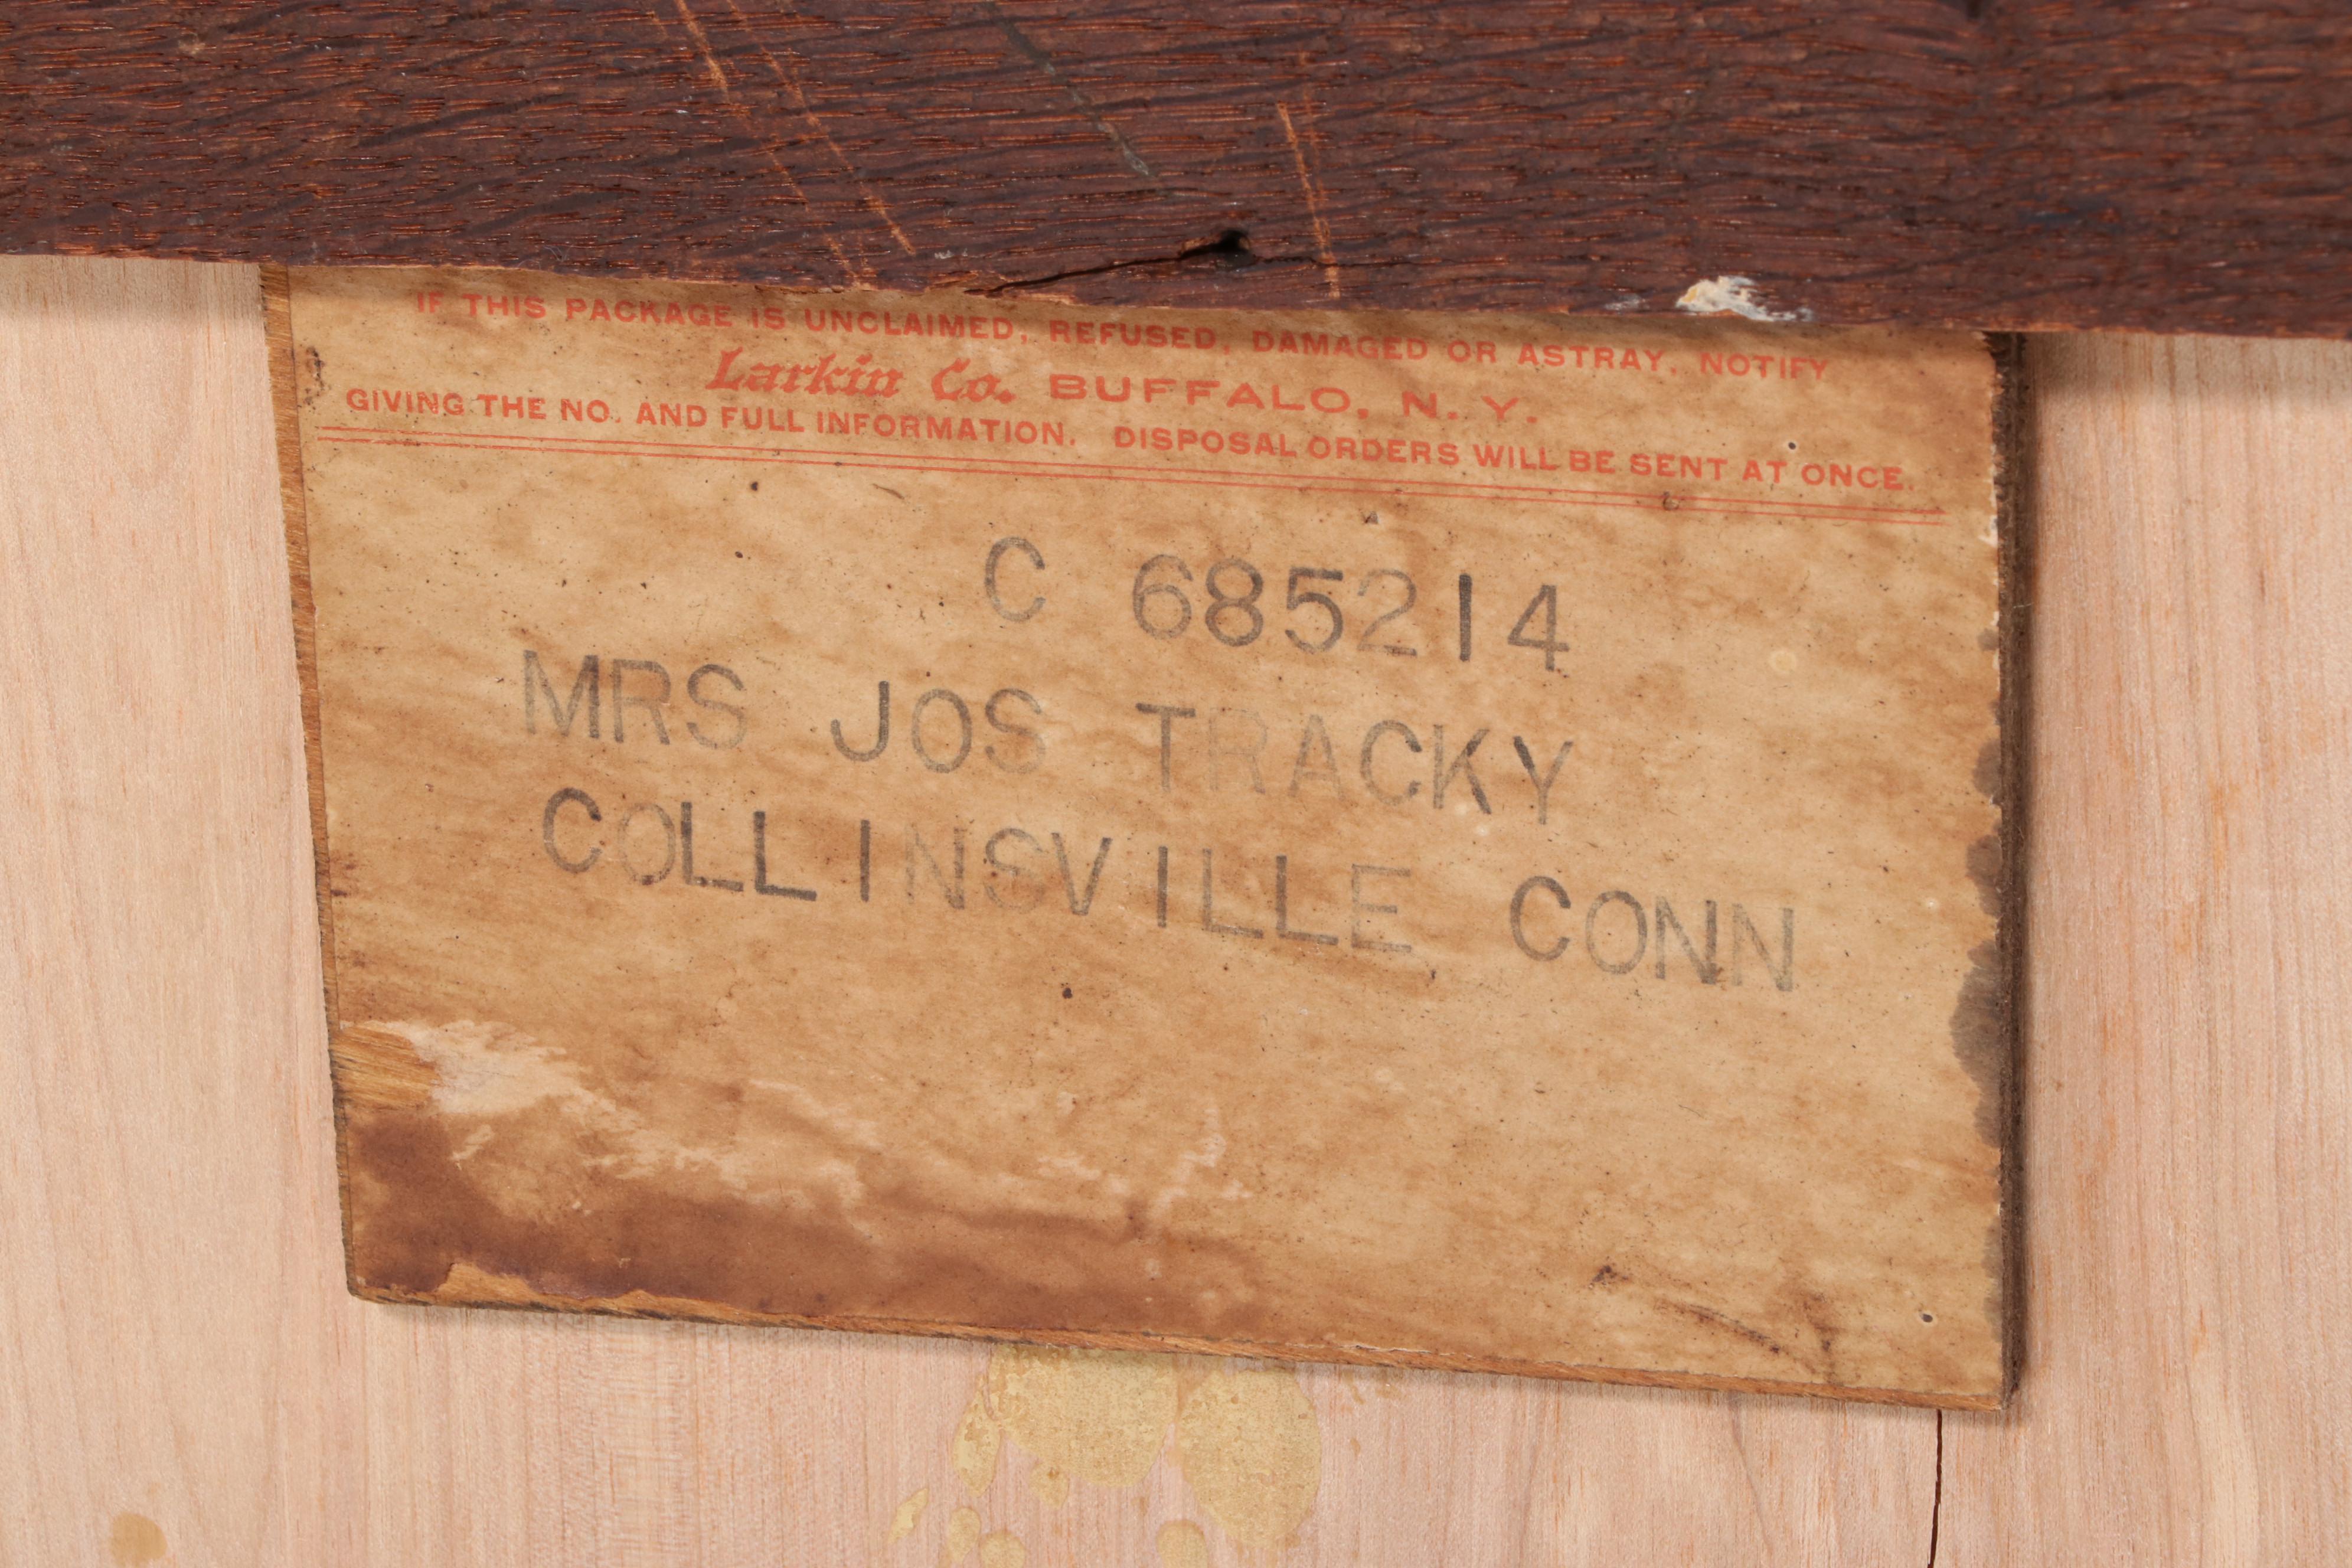 IF THIS PACKAGE IS UNCLAIMED, REFUSED, DAMAGED OR ASTRAY, NOTIFY
Larkin Co. BUFFALO, N. Y.
GIVING THE NO. AND FULL INFORMATION. DISPOSAL ORDERS WILL BE SENT AT ONCE.
C 685214
MRS JOS TRACKY
COLLINSVILLE CONN